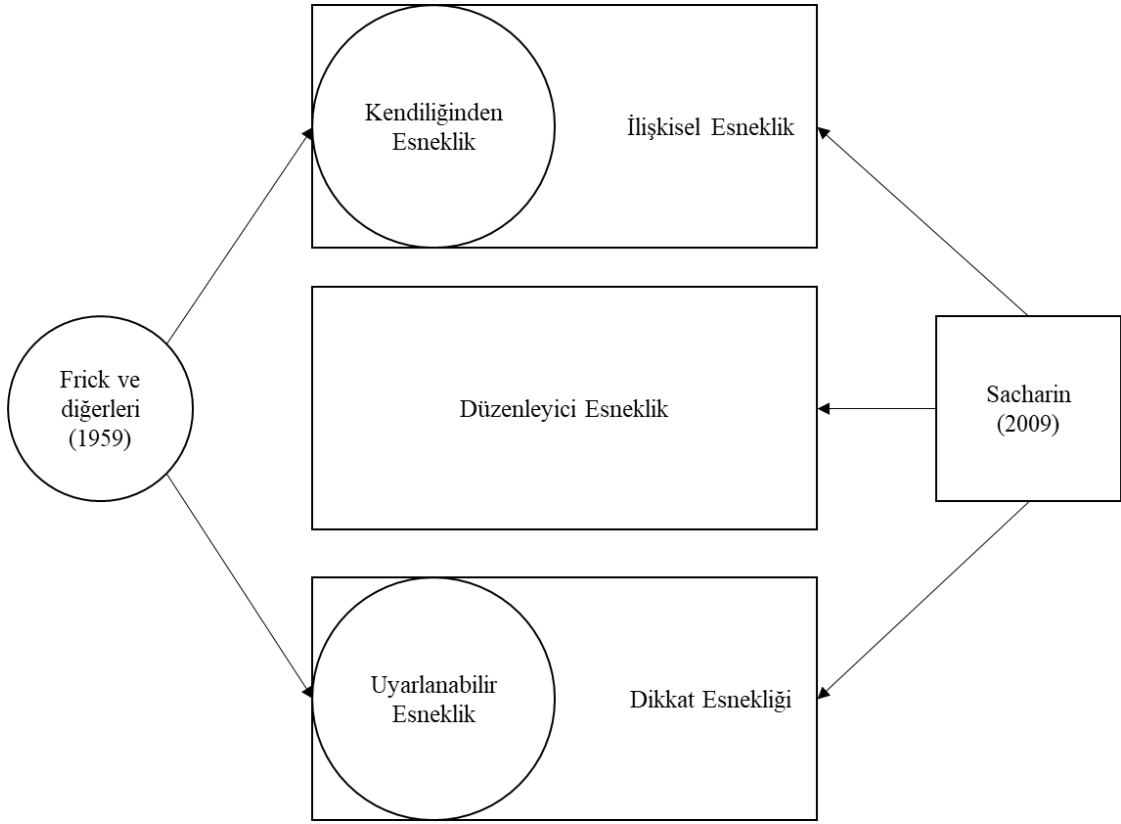 Kendiliğinden
Esneklik
İlişkisel Esneklik
Frick ve
diğerleri
(1959)
Düzenleyici Esneklik
Sacharin
(2009)
Uyarlanabilir
Esneklik
Dikkat Esnekliği